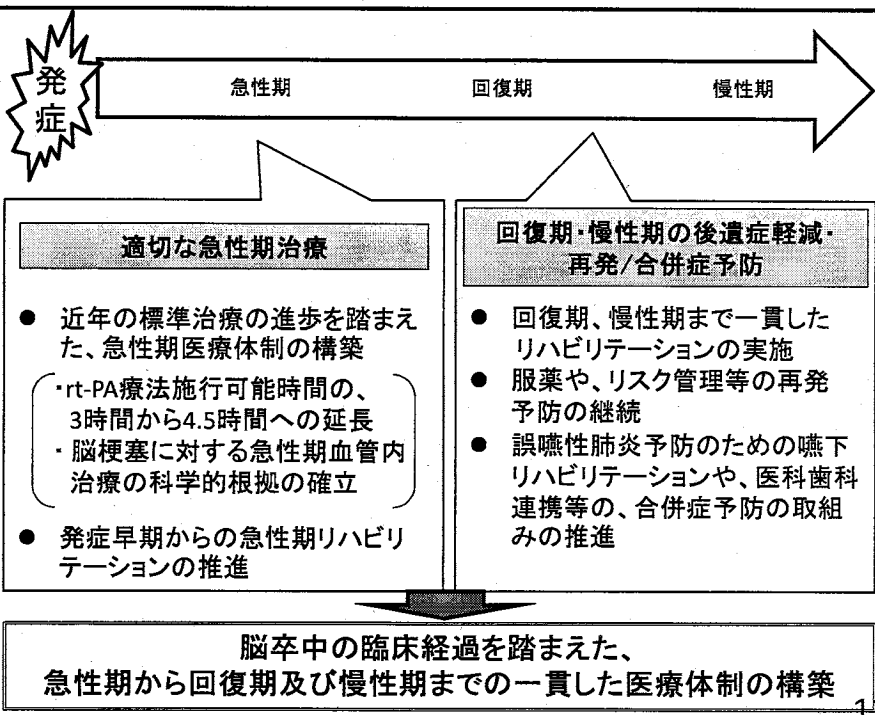 発
症
急性期
回復期
慢性期
適切な急性期治療
● 近年の標準治療の進歩を踏まえ
た、急性期医療体制の構築
・rt-PA療法施行可能時間の、
3時間から4.5時間への延長
・脳梗塞に対する急性期血管内
治療の科学的根拠の確立
● 発症早期からの急性期リハビリ
テーションの推進
回復期・慢性期の後遺症軽減・
再発/合併症予防
● 回復期、慢性期まで一貫した
リハビリテーションの実施
● 服薬や、リスク管理等の再発
予防の継続
● 誤嚥性肺炎予防のための嚥下
リハビリテーションや、医科歯科
連携等の、合併症予防の取組
みの推進
脳卒中の臨床経過を踏まえた、
急性期から回復期及び慢性期までの一貫した医療体制の構築
1